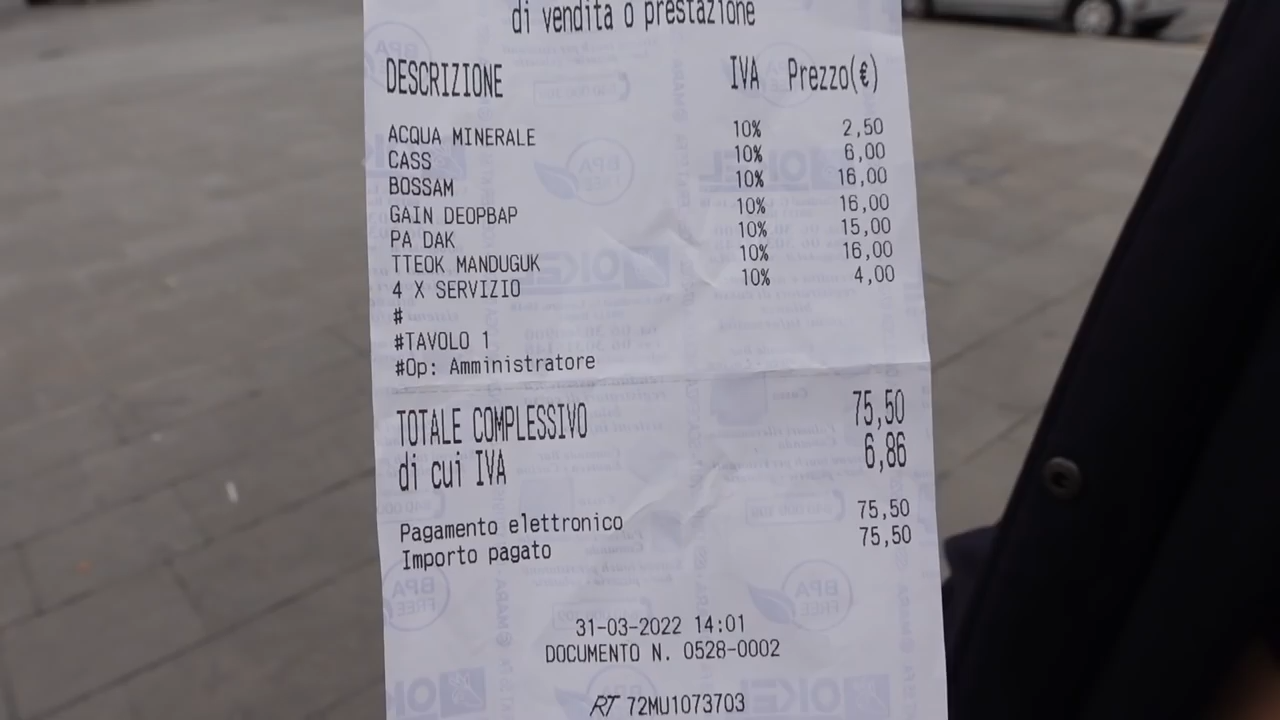 di vendita o prestazione
DESCRIZIONE IVA Prezzo(€)
ACQUA MINERALE 10% 2,50
CASS 10% 6,00
BOSSAM 10% 16,00
GAIN DEOPBAP 10% 16,00
PA DAK 10% 15,00
TTEOK MANDUGUK 10% 16,00
4 X SERVIZIO 10% 4,00
#
#TAVOLO 1
#Op: Amministratore
TOTALE COMPLESSIVO 75,50
di cui IVA 6,86
Pagamento elettronico 75,50
Importo pagato 75,50
31-03-2022 14:01
DOCUMENTO N. 0528-0002
RT 72MU1073703